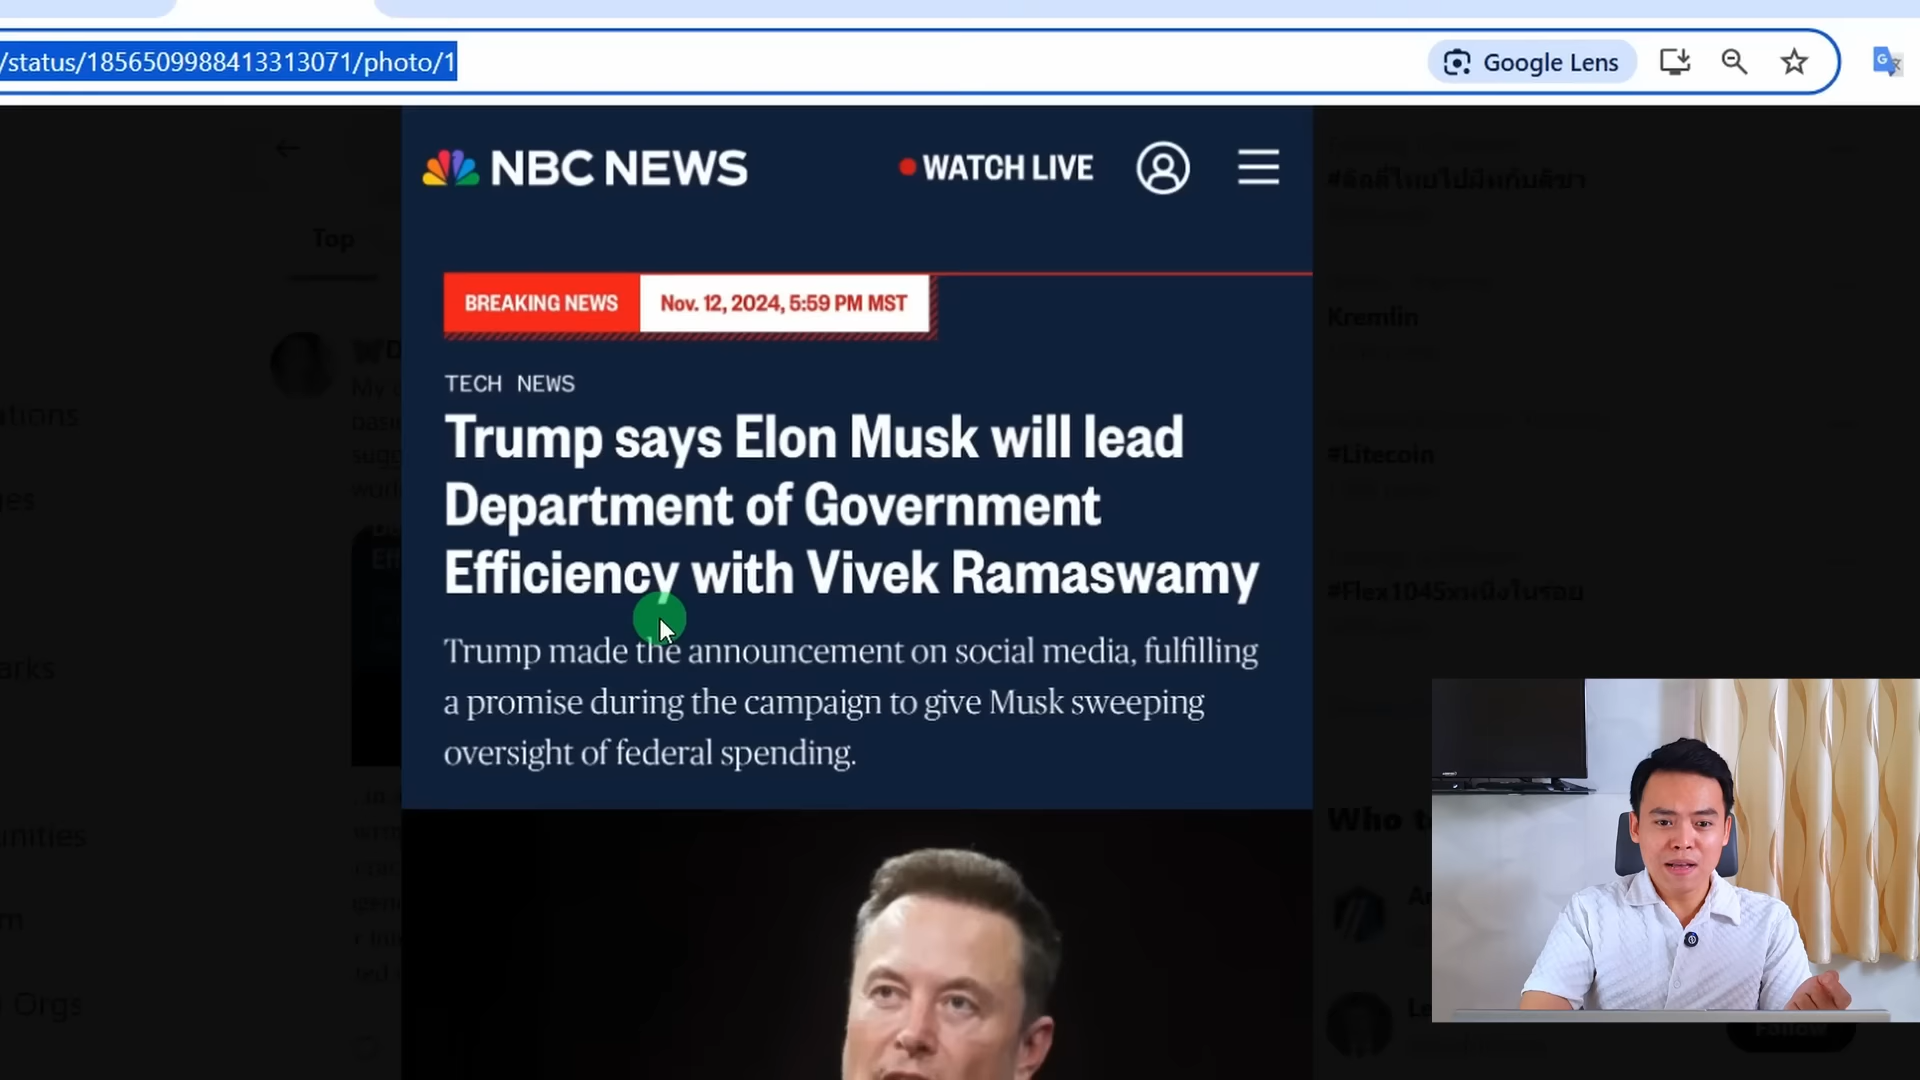 /status/1856509988413313071/photo/1
Google Lens
NBC NEWS
WATCH LIVE
Top
BREAKING NEWS
Nov. 12, 2024, 5:59 PM MST
TECH NEWS
Trump says Elon Musk will lead
Department of Government
Efficiency with Vivek Ramaswamy
Trump made the announcement on social media, fulfilling
a promise during the campaign to give Musk sweeping
oversight of federal spending.
Kremlin
#Litecoin
Who t
Orgs
Follow